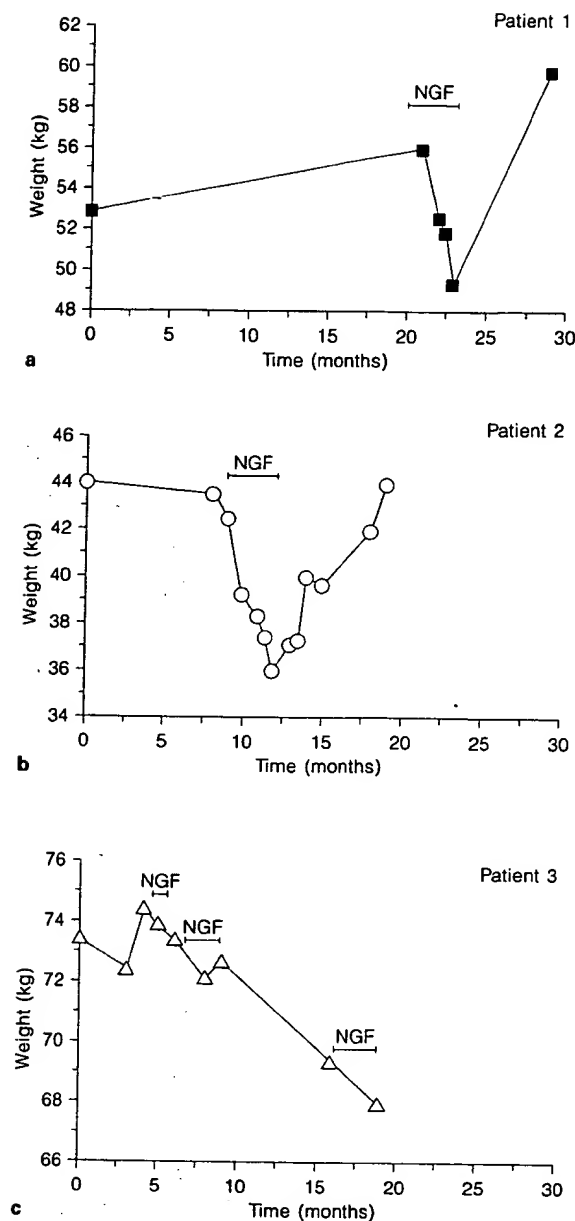 Patient 1
62
60
58
56
54
52
50
48
Weight (kg)
NGF
0 5 10 15 20 25 30
Time (months)
a
Patient 2
46
44
42
40
38
36
34
Weight (kg)
NGF
0 5 10 15 20 25 30
Time (months)
b
Patient 3
76
74
72
70
68
66
Weight (kg)
NGF
NGF
NGF
0 5 10 15 20 25 30
Time (months)
c